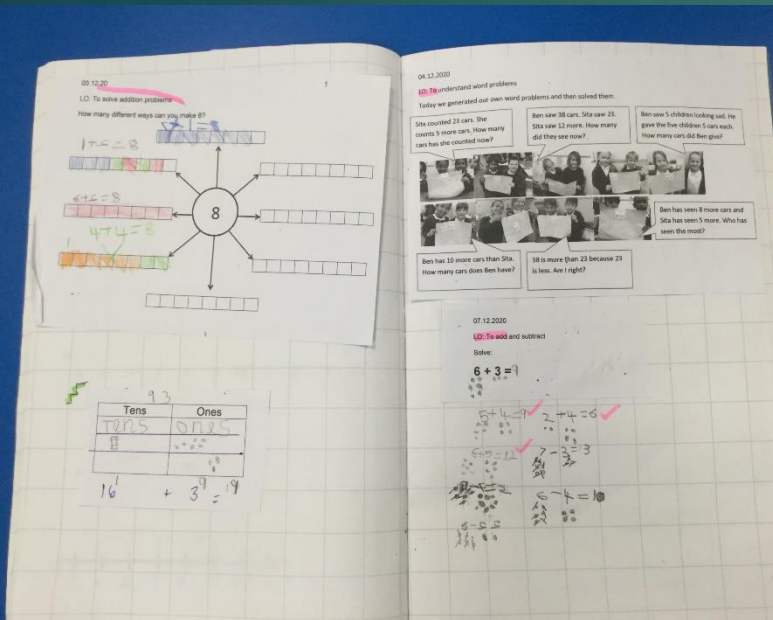 03.12.20
1
LO: To solve addition problems
How many different ways can you make 8?
8
4+4=8
93
Tens Ones
Tens ones
16 + 3 = 19
04.12.2020
LO: To understand word problems
Today we generated our own word problems and then solved them.
Sita counted 23 cars. She
counts 5 more cars. How many
cars has she counted now?
Ben saw 38 cars. Sita saw 23.
Sita saw 12 more. How many
did they see now?
Ben saw 5 children looking sad. He
gave the five children 5 cars each.
How many cars did Ben give?
Ben has seen 8 more cars and
Sita has seen 5 more. Who has
seen the most?
Ben has 10 more cars than Sita.
How many cars does Ben have?
38 is more than 23 because 23
is less. Am I right?
07.12.2020
LO: To add and subtract
Solve:
6 + 3 = 9
5+4=9 2+4=6
7-3=3
6-4=10